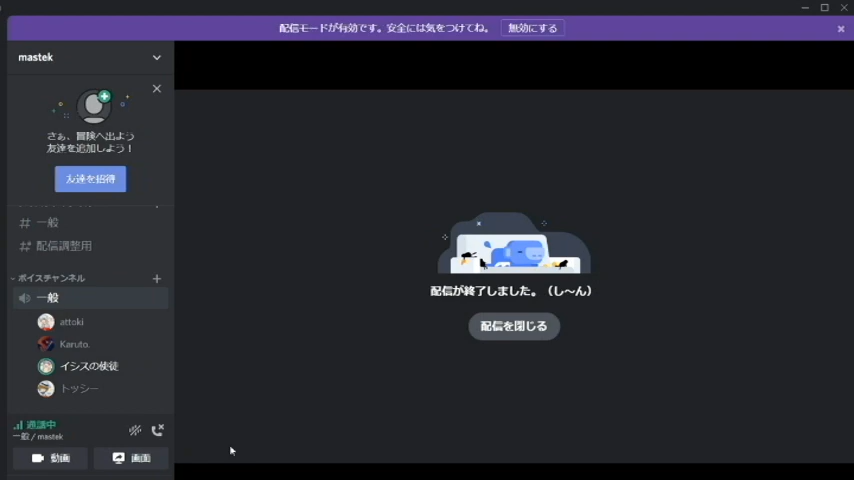 配信モードが有効です。安全には気をつけてね。 無効にする
mastek
さぁ、冒険へ出よう
友達を追加しよう！
友達を招待
# 一般
# 配信調整用
ボイスチャンネル
一般
attoki
Karuto.
イシスの使徒
トッシー
通話中
一般 / mastek
動画
画面
配信が終了しました。（し〜ん）
配信を閉じる